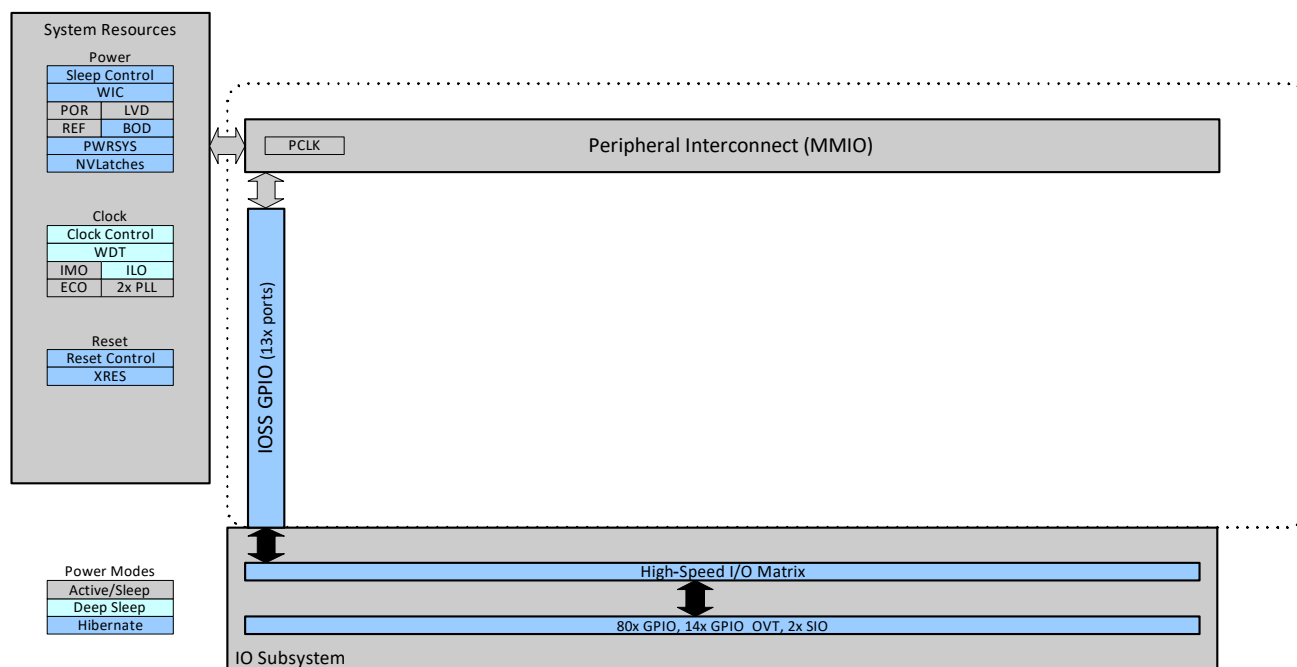 System Resources
Power
Sleep Control
WIC
POR LVD
REF BOD
PWRSYS
NVLatches
Clock
Clock Control
WDT
IMO ILO
ECO 2x PLL
Reset
Reset Control
XRES
PCLK
Peripheral Interconnect (MMIO)
IOSS GPIO (13x ports)
Power Modes
Active/Sleep
Deep Sleep
Hibernate
High-Speed I/O Matrix
80x GPIO, 14x GPIO_OVT, 2x SIO
IO Subsystem